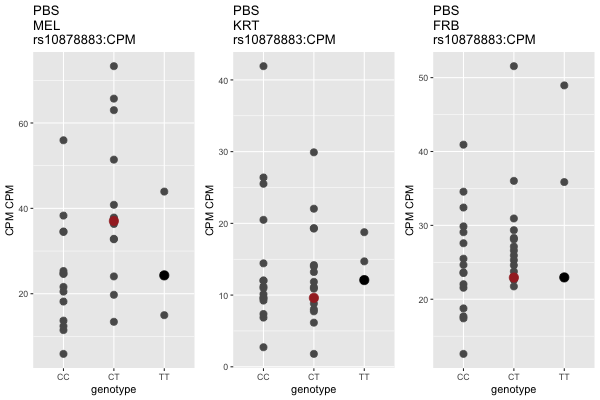 PBS
MEL
rs10878883:CPM
CPM CPM
60
40
20
CC CT TT
genotype
PBS
KRT
rs10878883:CPM
CPM CPM
40
30
20
10
0
CC CT TT
genotype
PBS
FRB
rs10878883:CPM
CPM CPM
50
40
30
20
CC CT TT
genotype